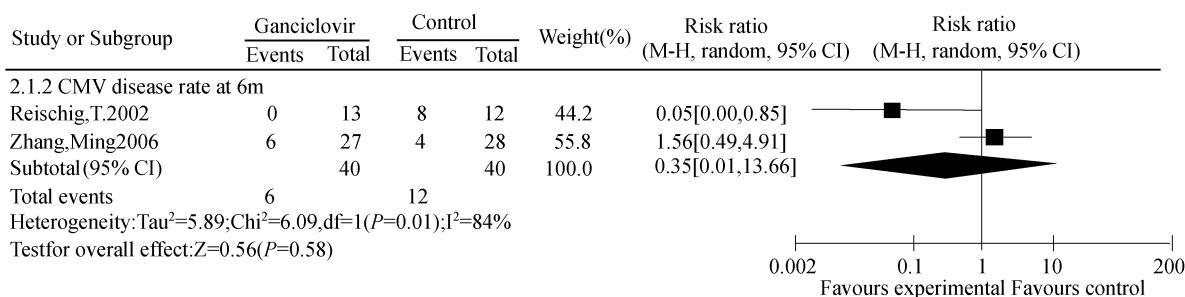 Study or Subgroup Ganciclovir Control Weight(%) Risk ratio Risk ratio
Events Total Events Total (M-H, random, 95% CI) (M-H, random, 95% CI)
2.1.2 CMV disease rate at 6m
Reischig,T.2002 0 13 8 12 44.2 0.05[0.00,0.85]
Zhang,Ming2006 6 27 4 28 55.8 1.56[0.49,4.91]
Subtotal(95% CI) 40 40 100.0 0.35[0.01,13.66]
Total events 6 12
Heterogeneity:Tau²=5.89;Chi²=6.09,df=1(P=0.01);I²=84%
Testfor overall effect:Z=0.56(P=0.58)
0.002 0.1 1 10 200
Favours experimental Favours control